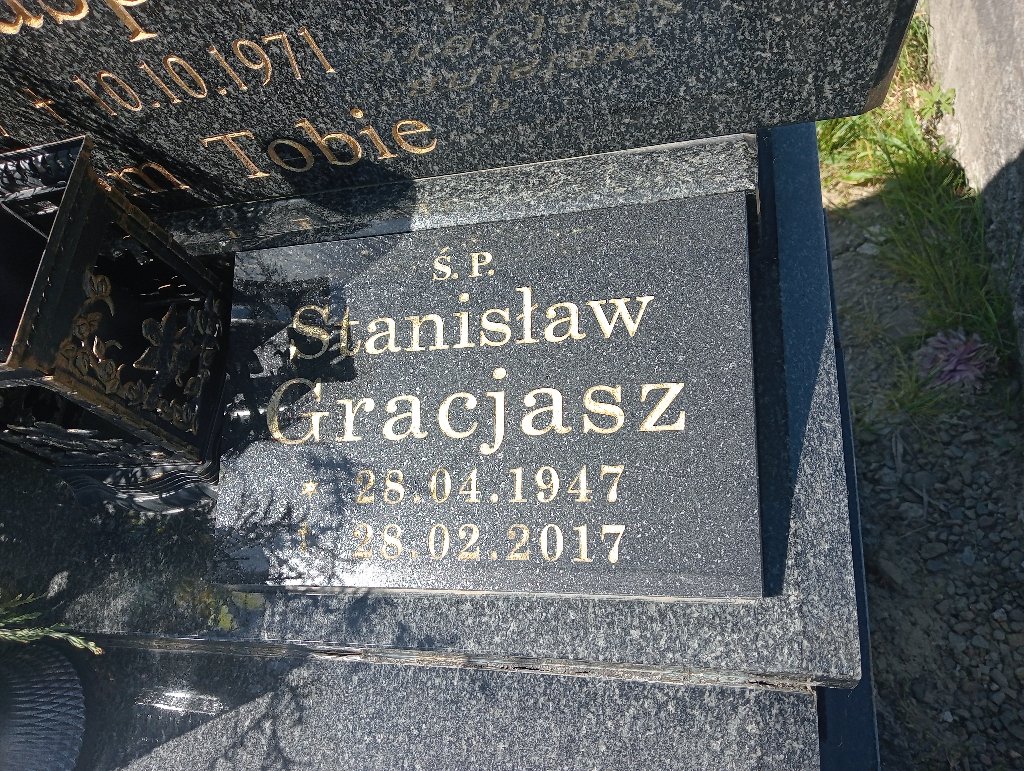 † 10.10.1971
Tobie
Ś.P.
Stanisław
Gracjasz
* 28.04.1947
† 28.02.2017